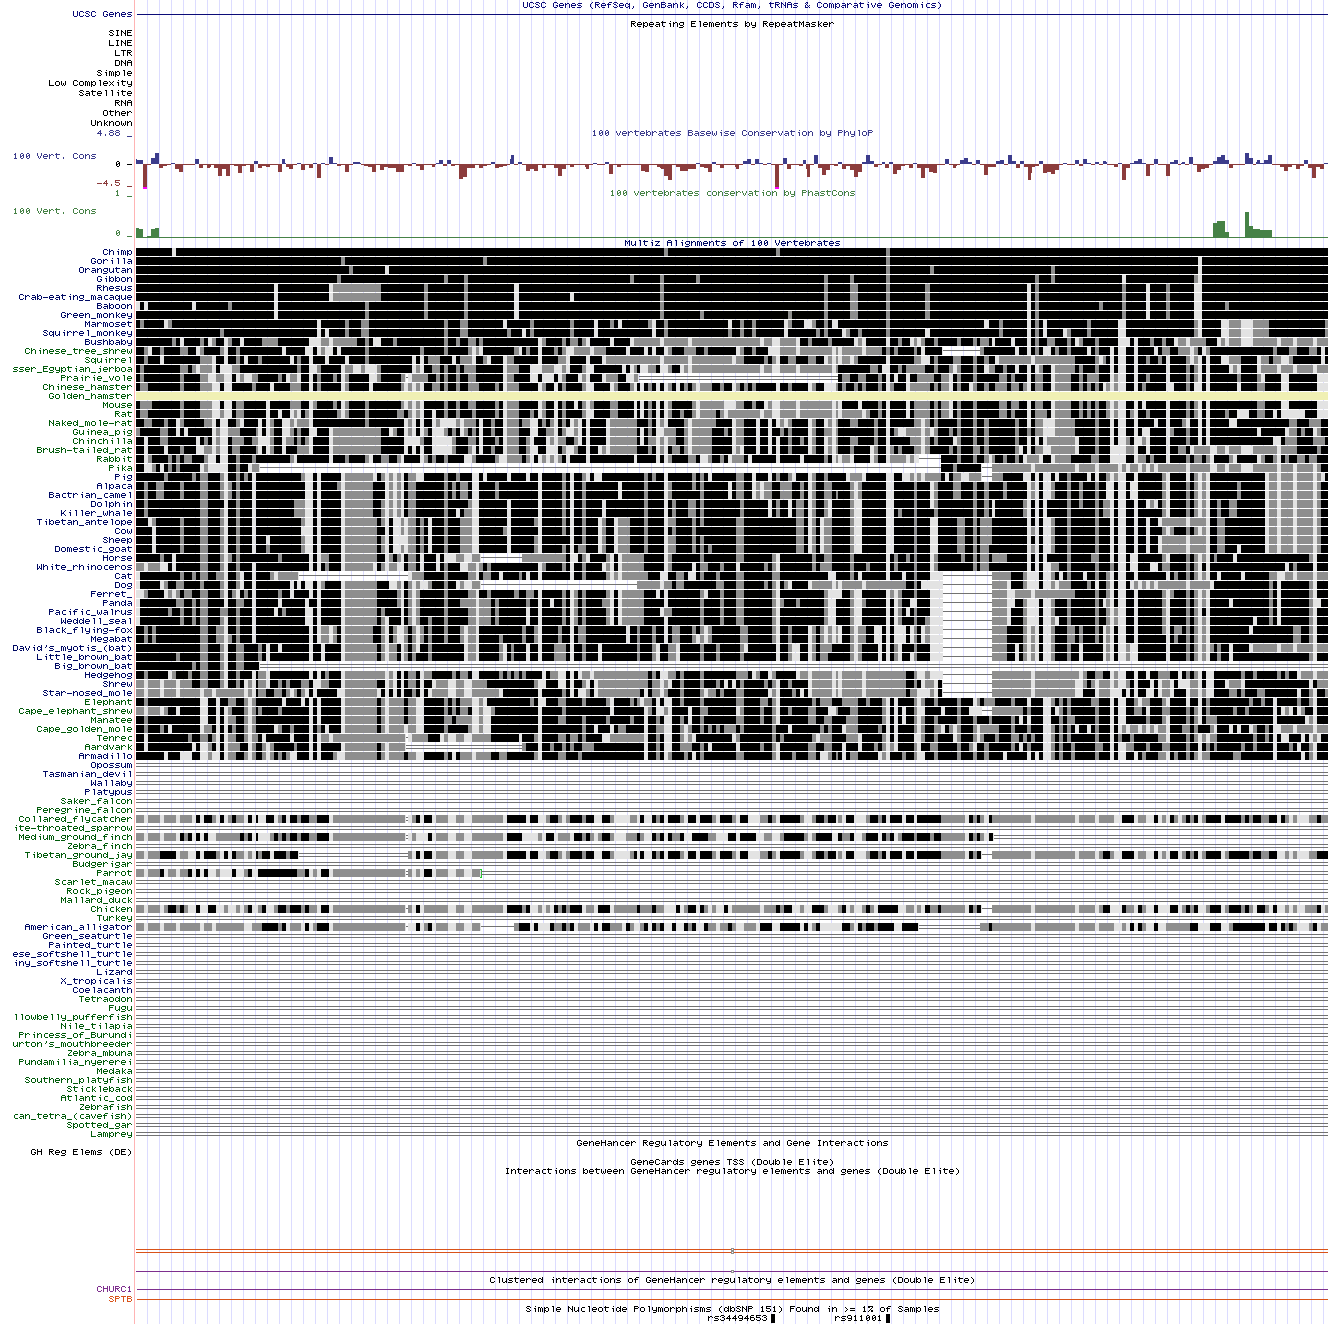 UCSC Genes (RefSeq, GenBank, CCDS, Rfam, tRNAs & Comparative Genomics)
UCSC Genes
Repeating Elements by RepeatMasker
SINE
LINE
LTR
DNA
Simple
Low Complexity
Satellite
RNA
Other
Unknown
4.88 _
100 vertebrates Basewise Conservation by PhyloP
100 Vert. Cons
0 _
-4.5 _
100 vertebrates conservation by PhastCons
1 _
100 Vert. Cons
0 _
Multiz Alignments of 100 Vertebrates
Chimp
Gorilla
Orangutan
Gibbon
Rhesus
Crab-eating_macaque
Baboon
Green_monkey
Marmoset
Squirrel_monkey
Bushbaby
Chinese_tree_shrew
Squirrel
sser_Egyptian_jerboa
Prairie_vole
Chinese_hamster
Golden_hamster
Mouse
Rat
Naked_mole-rat
Guinea_pig
Chinchilla
Brush-tailed_rat
Rabbit
Pika
Pig
Alpaca
Bactrian_camel
Dolphin
Killer_whale
Tibetan_antelope
Cow
Sheep
Domestic_goat
Horse
White_rhinoceros
Cat
Dog
Ferret_
Panda
Pacific_walrus
Weddell_seal
Black_flying-fox
Megabat
David's_myotis_(bat)
Little_brown_bat
Big_brown_bat
Hedgehog
Shrew
Star-nosed_mole
Elephant
Cape_elephant_shrew
Manatee
Cape_golden_mole
Tenrec
Aardvark
Armadillo
Opossum
Tasmanian_devil
Wallaby
Platypus
Saker_falcon
Peregrine_falcon
Collared_flycatcher
ite-throated_sparrow
Medium_ground_finch
Zebra_finch
Tibetan_ground_jay
Budgerigar
Parrot
Scarlet_macaw
Rock_pigeon
Mallard_duck
Chicken
Turkey
American_alligator
Green_seaturtle
Painted_turtle
ese_softshell_turtle
iny_softshell_turtle
Lizard
X_tropicalis
Coelacanth
Tetraodon
Fugu
llowbelly_pufferfish
Nile_tilapia
Princess_of_Burundi
urton's_mouthbreeder
Zebra_mbuna
Pundamilia_nyererei
Medaka
Southern_platyfish
Stickleback
Atlantic_cod
Zebrafish
can_tetra_(cavefish)
Spotted_gar
Lamprey
GeneHancer Regulatory Elements and Gene Interactions
GH Reg Elems (DE)
GeneCards genes TSS (Double Elite)
Interactions between GeneHancer regulatory elements and genes (Double Elite)
Clustered interactions of GeneHancer regulatory elements and genes (Double Elite)
CHURC1
SPTB
Simple Nucleotide Polymorphisms (dbSNP 151) Found in >= 1% of Samples
rs34494653 rs911001